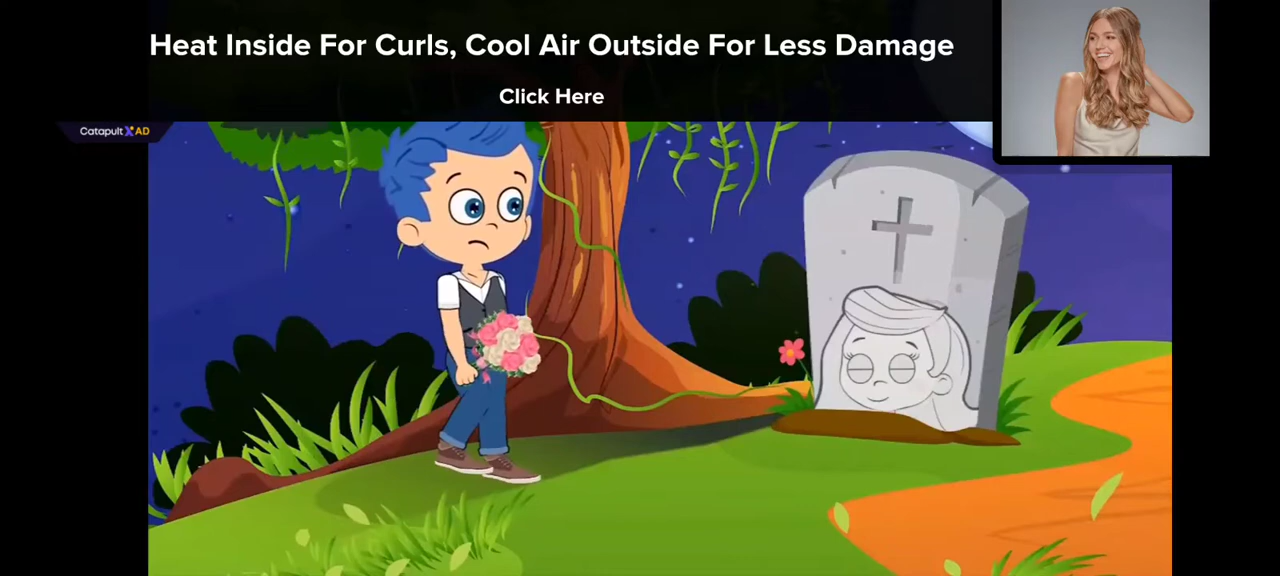 Heat Inside For Curls, Cool Air Outside For Less Damage
Click Here
Catapult X AD